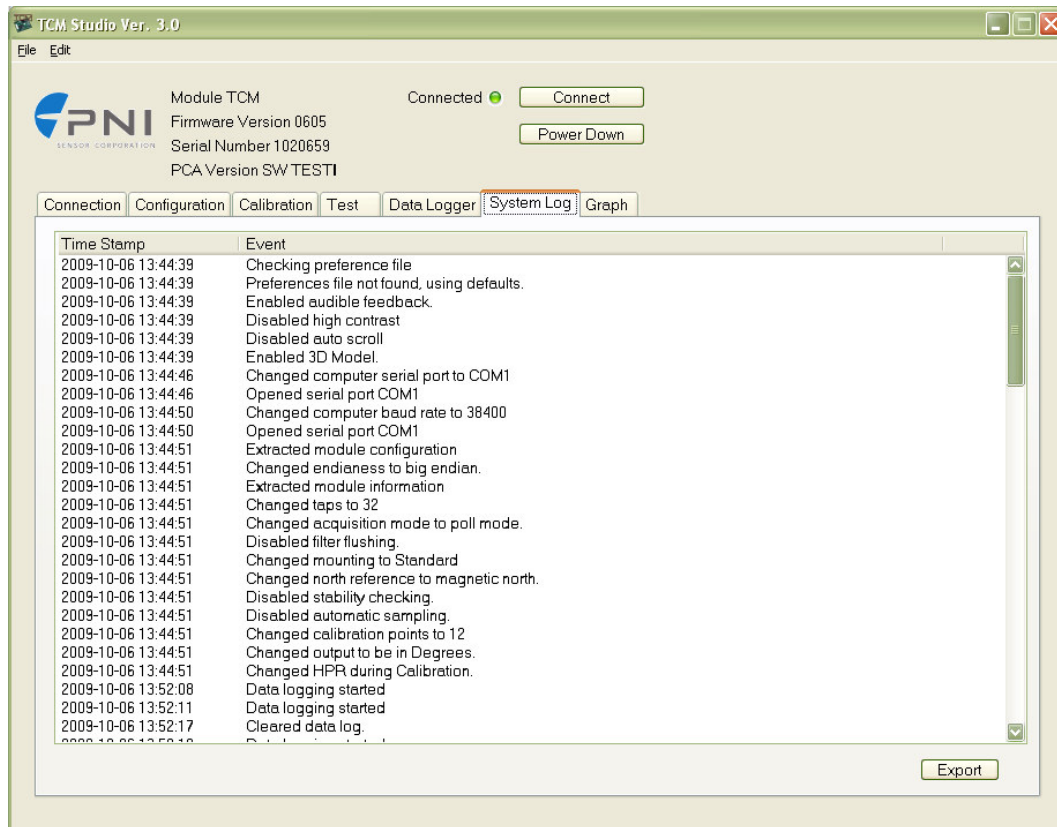 TCM Studio Ver. 3.0
File Edit
PNI
SENSOR CORPORATION
Module TCM
Firmware Version 0605
Serial Number 1020659
PCA Version SW TESTI
Connected Connect
Power Down
Connection Configuration Calibration Test Data Logger System Log Graph
Time Stamp Event
2009-10-06 13:44:39 Checking preference file
2009-10-06 13:44:39 Preferences file not found, using defaults.
2009-10-06 13:44:39 Enabled audible feedback.
2009-10-06 13:44:39 Disabled high contrast
2009-10-06 13:44:39 Disabled auto scroll
2009-10-06 13:44:39 Enabled 3D Model.
2009-10-06 13:44:46 Changed computer serial port to COM1
2009-10-06 13:44:46 Opened serial port COM1
2009-10-06 13:44:50 Changed computer baud rate to 38400
2009-10-06 13:44:50 Opened serial port COM1
2009-10-06 13:44:51 Extracted module configuration
2009-10-06 13:44:51 Changed endianess to big endian.
2009-10-06 13:44:51 Extracted module information
2009-10-06 13:44:51 Changed taps to 32
2009-10-06 13:44:51 Changed acquisition mode to poll mode.
2009-10-06 13:44:51 Disabled filter flushing.
2009-10-06 13:44:51 Changed mounting to Standard
2009-10-06 13:44:51 Changed north reference to magnetic north.
2009-10-06 13:44:51 Disabled stability checking.
2009-10-06 13:44:51 Disabled automatic sampling.
2009-10-06 13:44:51 Changed calibration points to 12
2009-10-06 13:44:51 Changed output to be in Degrees.
2009-10-06 13:44:51 Changed HPR during Calibration.
2009-10-06 13:52:08 Data logging started
2009-10-06 13:52:11 Data logging started
2009-10-06 13:52:17 Cleared data log.
Export